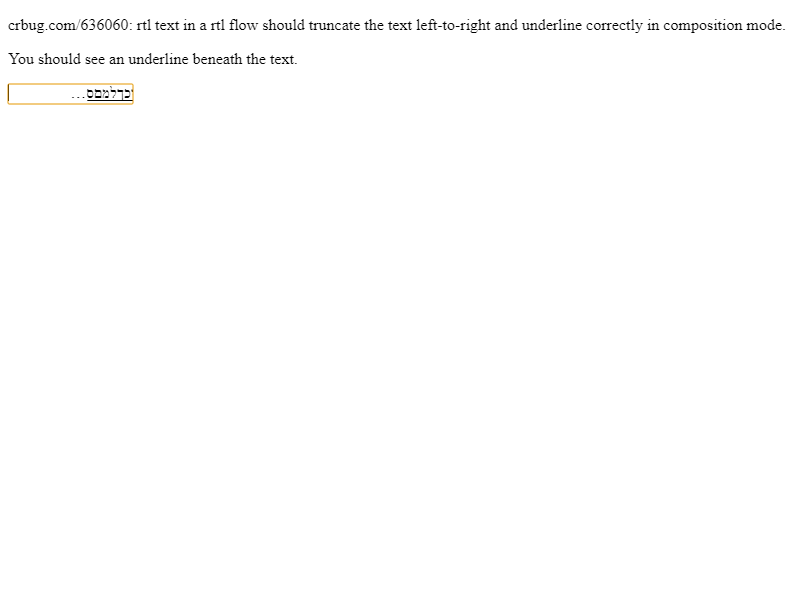 crbug.com/636060: rtl text in a rtl flow should truncate the text left-to-right and underline correctly in composition mode.
You should see an underline beneath the text.